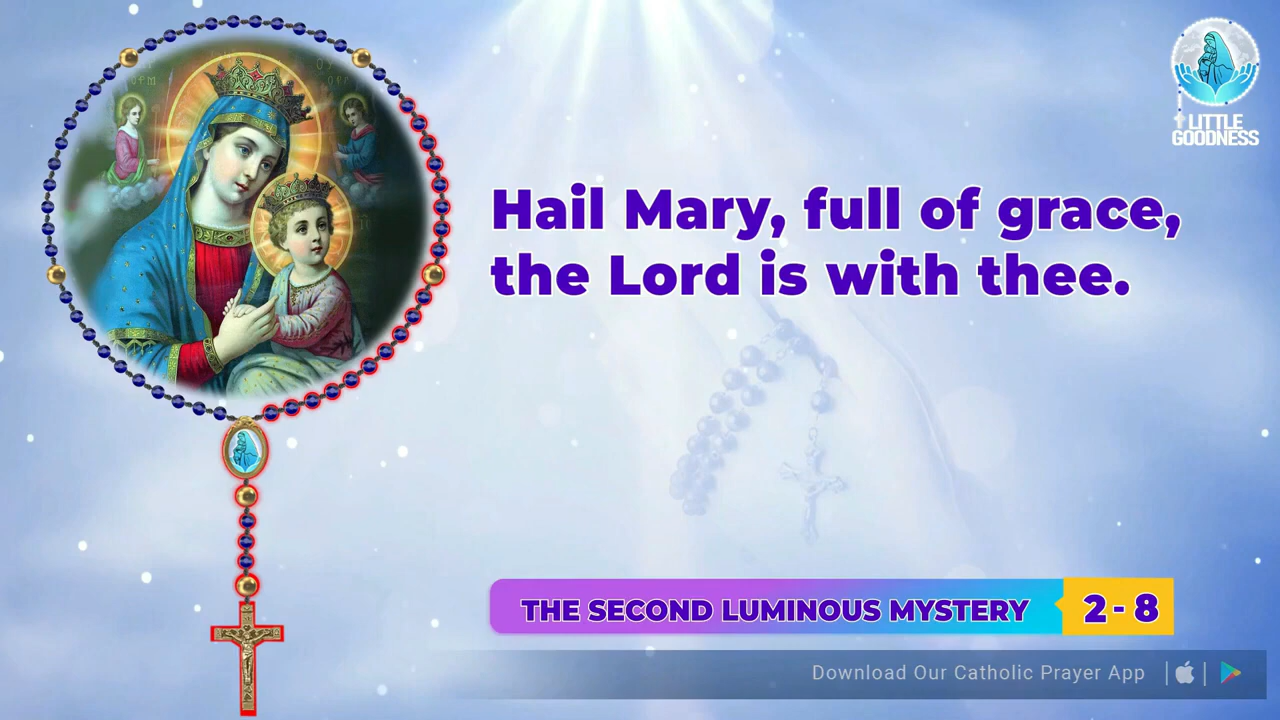 LITTLE
GOODNESS
Hail Mary, full of grace,
the Lord is with thee.
THE SECOND LUMINOUS MYSTERY
2 - 8
Download Our Catholic Prayer App